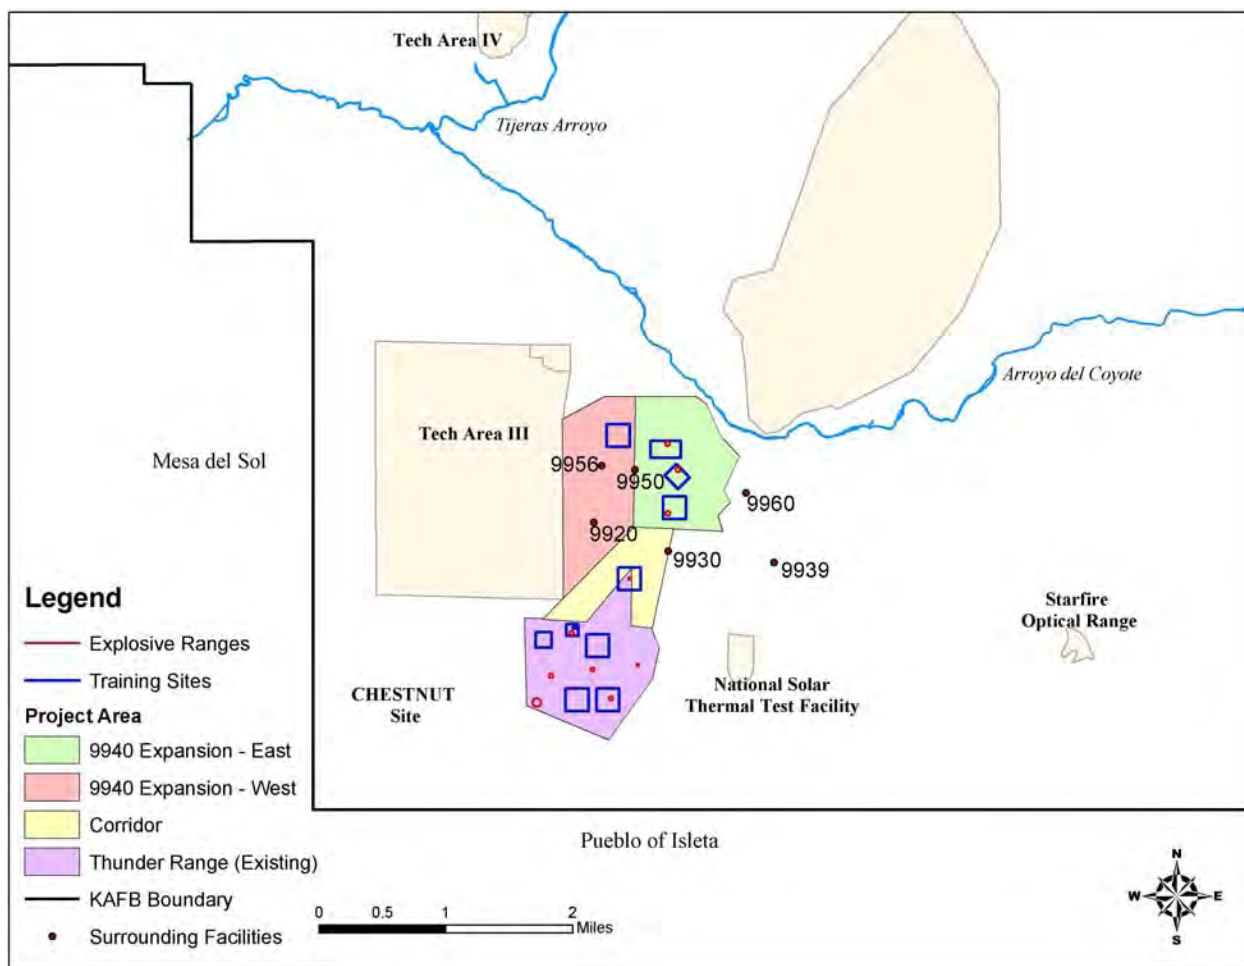 Tech Area IV
Tijeras Arroyo
Arroyo del Coyote
Tech Area III
Mesa del Sol
9956
9950
9960
9920
9930
9939
Starfire
Optical Range
National Solar
Thermal Test Facility
CHESTNUT
Site
Pueblo of Isleta
Legend
Explosive Ranges
Training Sites
Project Area
9940 Expansion - East
9940 Expansion - West
Corridor
Thunder Range (Existing)
KAFB Boundary
Surrounding Facilities
0 0.5 1 2
Miles
N
W E
S